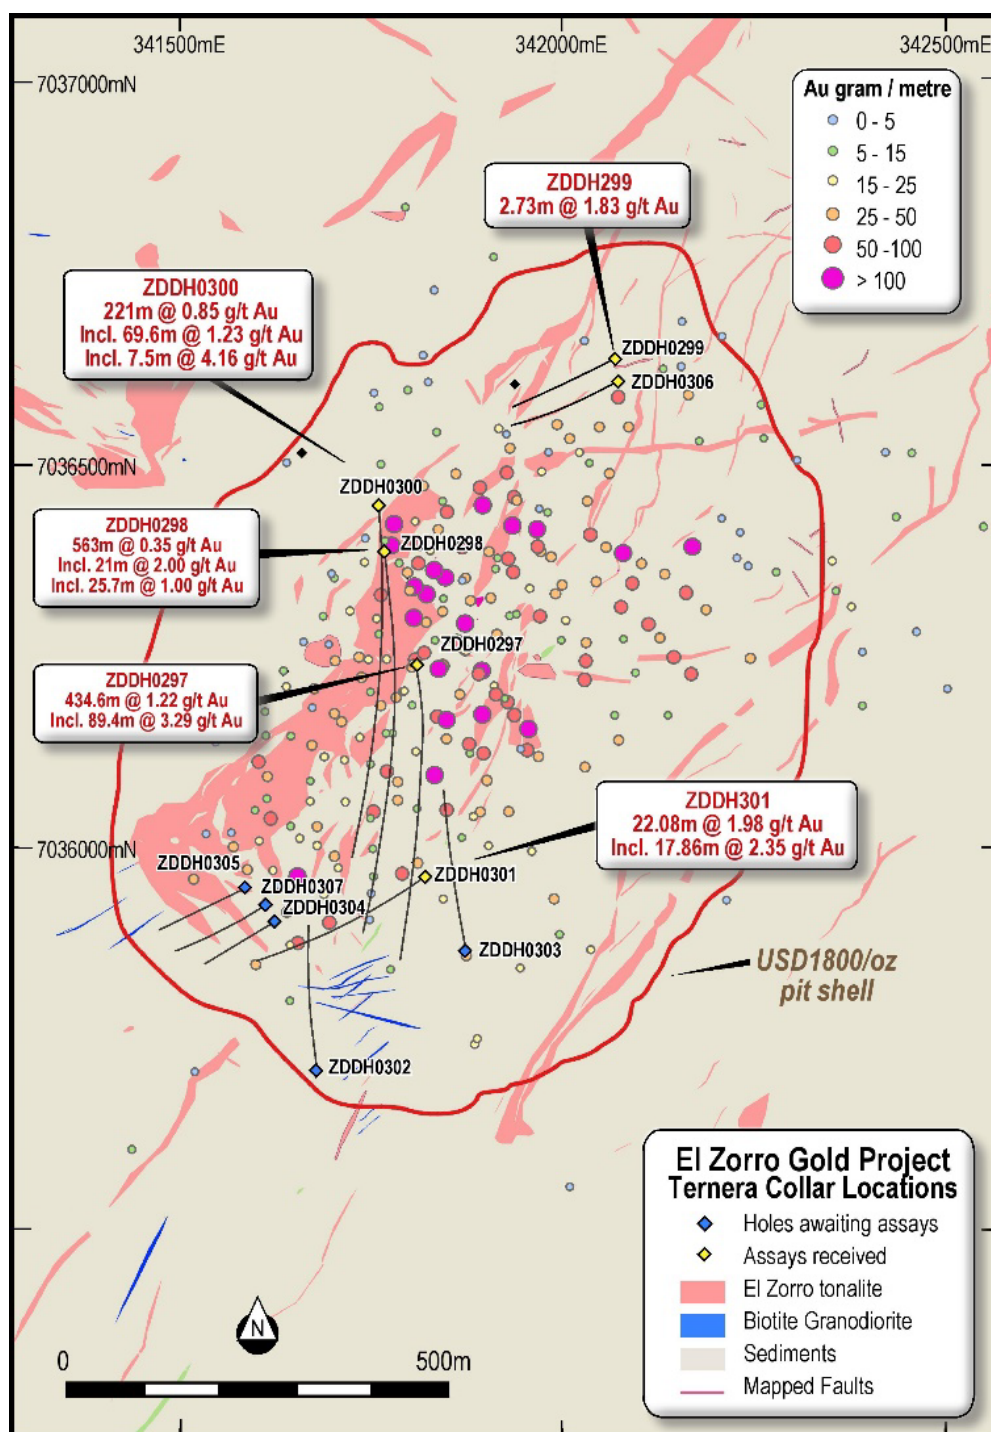 341500mE
342000mE
342500mE
7037000mN
Au gram / metre
0 - 5
5 - 15
15 - 25
25 - 50
50 -100
> 100
ZDDH299
2.73m @ 1.83 g/t Au
ZDDH0300
221m @ 0.85 g/t Au
Incl. 69.6m @ 1.23 g/t Au
Incl. 7.5m @ 4.16 g/t Au
ZDDH0299
ZDDH0306
7036500mN
ZDDH0300
ZDDH0298
563m @ 0.35 g/t Au
Incl. 21m @ 2.00 g/t Au
Incl. 25.7m @ 1.00 g/t Au
ZDDH0298
ZDDH0297
ZDDH0297
434.6m @ 1.22 g/t Au
Incl. 89.4m @ 3.29 g/t Au
ZDDH301
22.08m @ 1.98 g/t Au
Incl. 17.86m @ 2.35 g/t Au
7036000mN
ZDDH0305
ZDDH0307
ZDDH0304
ZDDH0301
ZDDH0303
USD1800/oz
pit shell
ZDDH0302
El Zorro Gold Project
Ternera Collar Locations
Holes awaiting assays
Assays received
El Zorro tonalite
Biotite Granodiorite
Sediments
Mapped Faults
N
0
500m